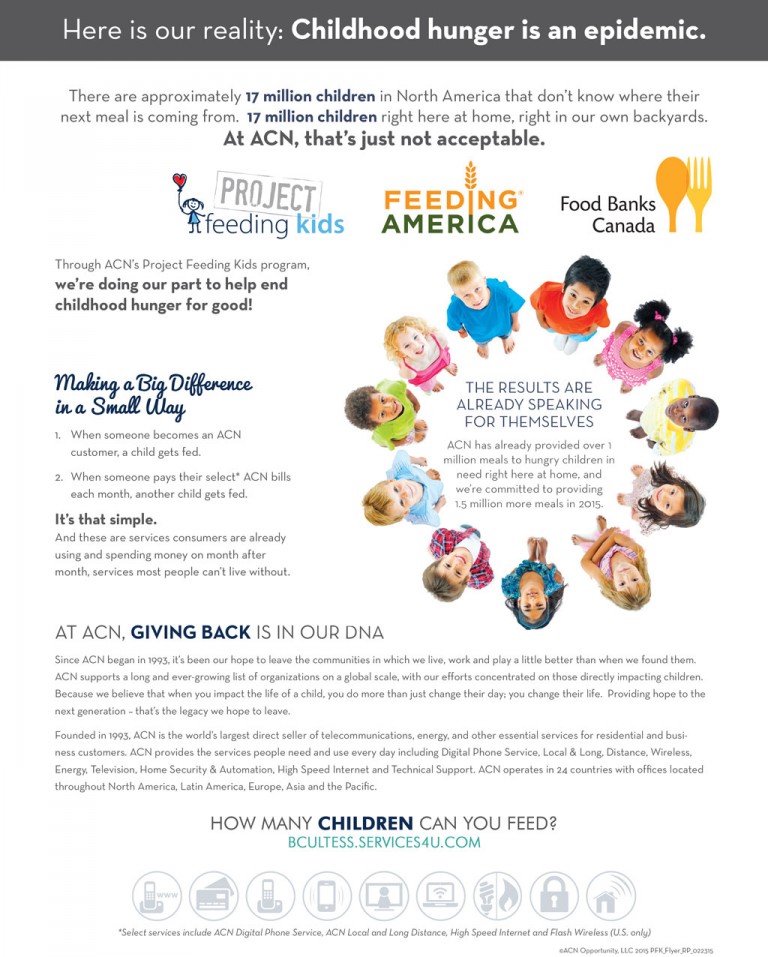 Here is our reality: Childhood hunger is an epidemic.
There are approximately 17 million children in North America that don't know where their
next meal is coming from. 17 million children right here at home, right in our own backyards.
At ACN, that's just not acceptable.
PROJECT
feeding kids
FEEDING®
AMERICA
Food Banks
Canada
Through ACN's Project Feeding Kids program,
we're doing our part to help end
childhood hunger for good!
Making a Big Difference
in a Small Way
1. When someone becomes an ACN
customer, a child gets fed.
2. When someone pays their select* ACN bills
each month, another child gets fed.
It's that simple.
And these are services consumers are already
using and spending money on month after
month, services most people can't live without.
THE RESULTS ARE
ALREADY SPEAKING
FOR THEMSELVES
ACN has already provided over 1
million meals to hungry children in
need right here at home, and
we're committed to providing
1.5 million more meals in 2015.
AT ACN, GIVING BACK IS IN OUR DNA
Since ACN began in 1993, it's been our hope to leave the communities in which we live, work and play a little better than when we found them.
ACN supports a long and ever-growing list of organizations on a global scale, with our efforts concentrated on those directly impacting children.
Because we believe that when you impact the life of a child, you do more than just change their day; you change their life. Providing hope to the
next generation – that's the legacy we hope to leave.
Founded in 1993, ACN is the world's largest direct seller of telecommunications, energy, and other essential services for residential and busi-
ness customers. ACN provides the services people need and use every day including Digital Phone Service, Local & Long, Distance, Wireless,
Energy, Television, Home Security & Automation, High Speed Internet and Technical Support. ACN operates in 24 countries with offices located
throughout North America, Latin America, Europe, Asia and the Pacific.
HOW MANY CHILDREN CAN YOU FEED?
BCULTESS.SERVICES4U.COM
www
*Select services include ACN Digital Phone Service, ACN Local and Long Distance, High Speed Internet and Flash Wireless (U.S. only)
©ACN Opportunity, LLC 2015 PFK_Flyer_RP_022315